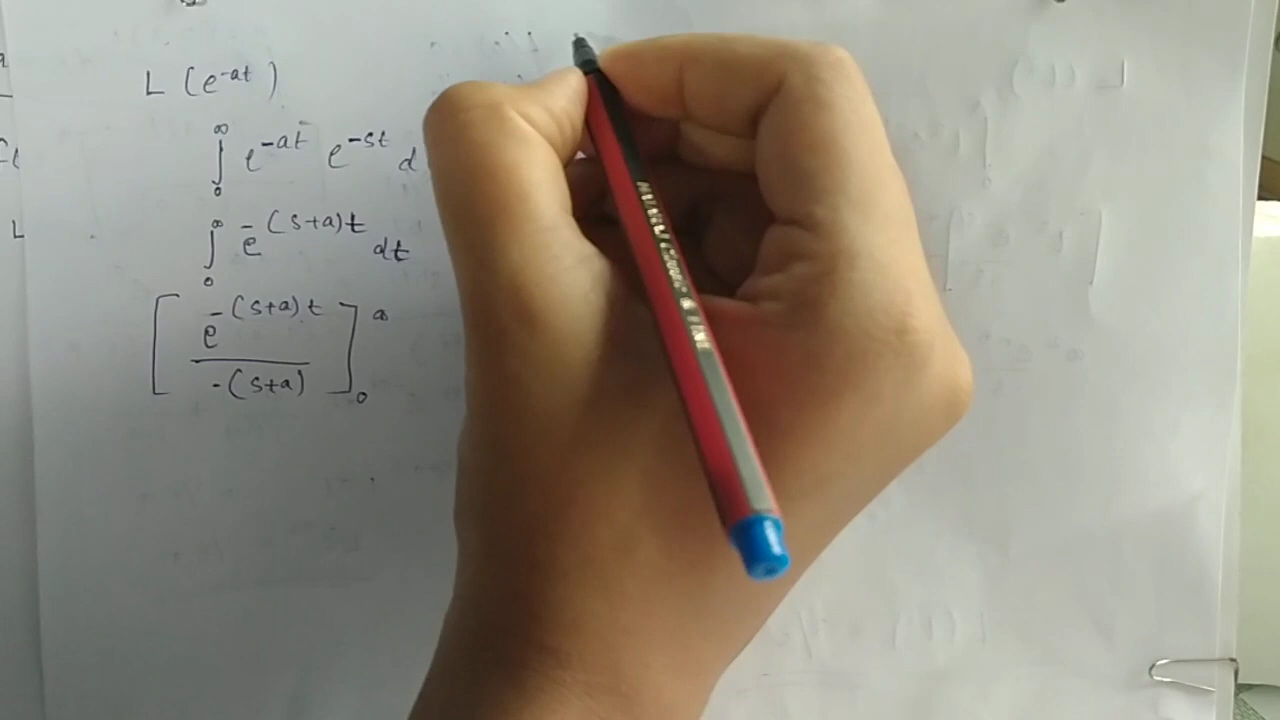 L (e^-at)
∫₀^∞ e^-at e^-st d
∫₀^∞ e^-(s+a)t dt
[ e^-(s+a)t / -(s+a) ]₀^∞